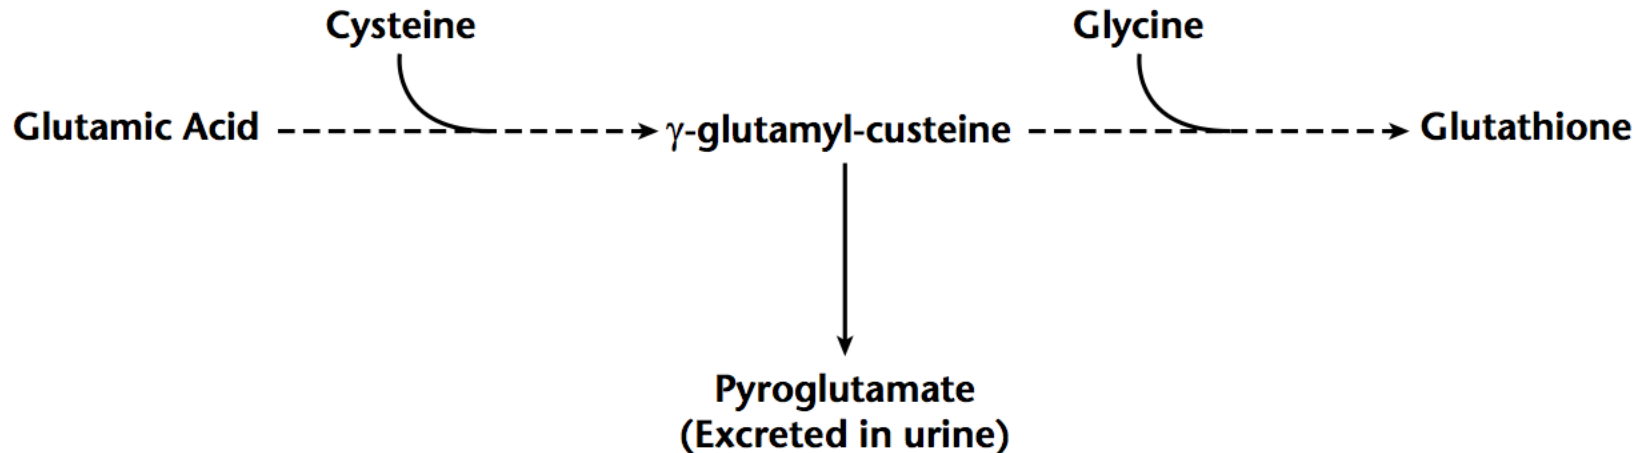 Cysteine
Glycine
Glutamic Acid
γ-glutamyl-custeine
Glutathione
Pyroglutamate
(Excreted in urine)